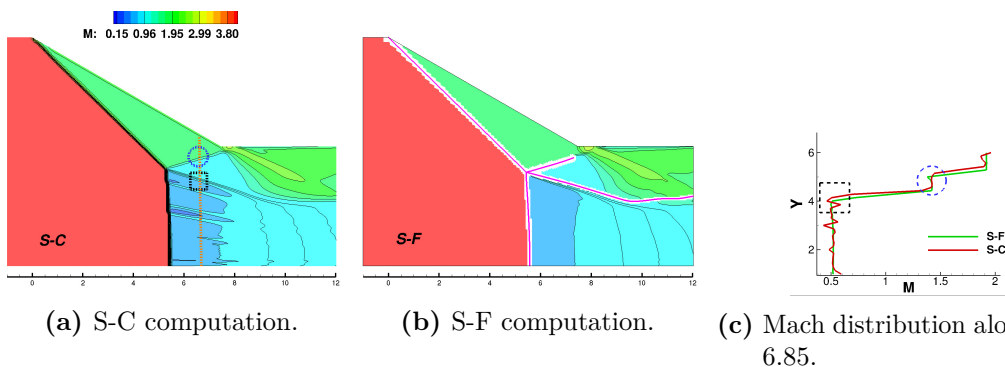 M: 0.15 0.96 1.95 2.99 3.80
S-C
0 2 4 6 8 10 12
(a) S-C computation.
S-F
0 2 4 6 8 10 12
(b) S-F computation.
6
4
2
Y
S-F
S-C
0.5 1 1.5 2
M
(c) Mach distribution alo
6.85.